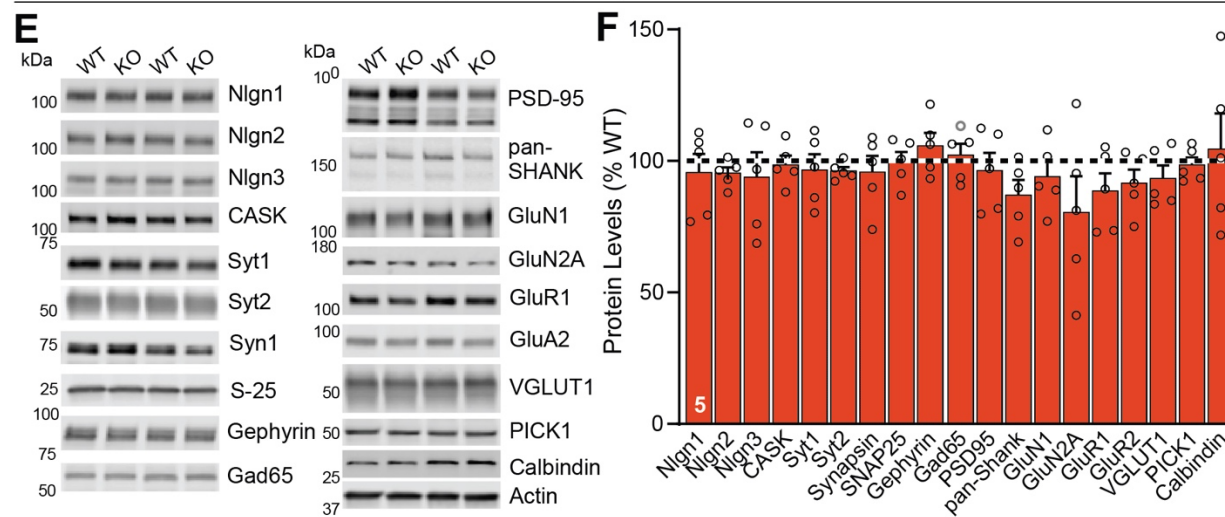 E
kDa WT KO WT KO
100 Nlgn1
100 Nlgn2
100 Nlgn3
100 CASK
75 Syt1
50 Syt2
75 Syn1
25 S-25
100 Gephyrin
75
50 Gad65
kDa WT KO WT KO
100 PSD-95
150 pan-
SHANK
100 GluN1
180 GluN2A
100 GluR1
100 GluA2
50 VGLUT1
50 PICK1
25 Calbindin
37 Actin
F
Protein Levels (% WT)
150
100
50
0
5
Nlgn1
Nlgn2
Nlgn3
CASK
Syt1
Syt2
Synapsin
SNAP25
Gephyrin
Gad65
PSD95
pan-Shank
GluN1
GluN2A
GluR1
GluR2
VGLUT1
PICK1
Calbindin